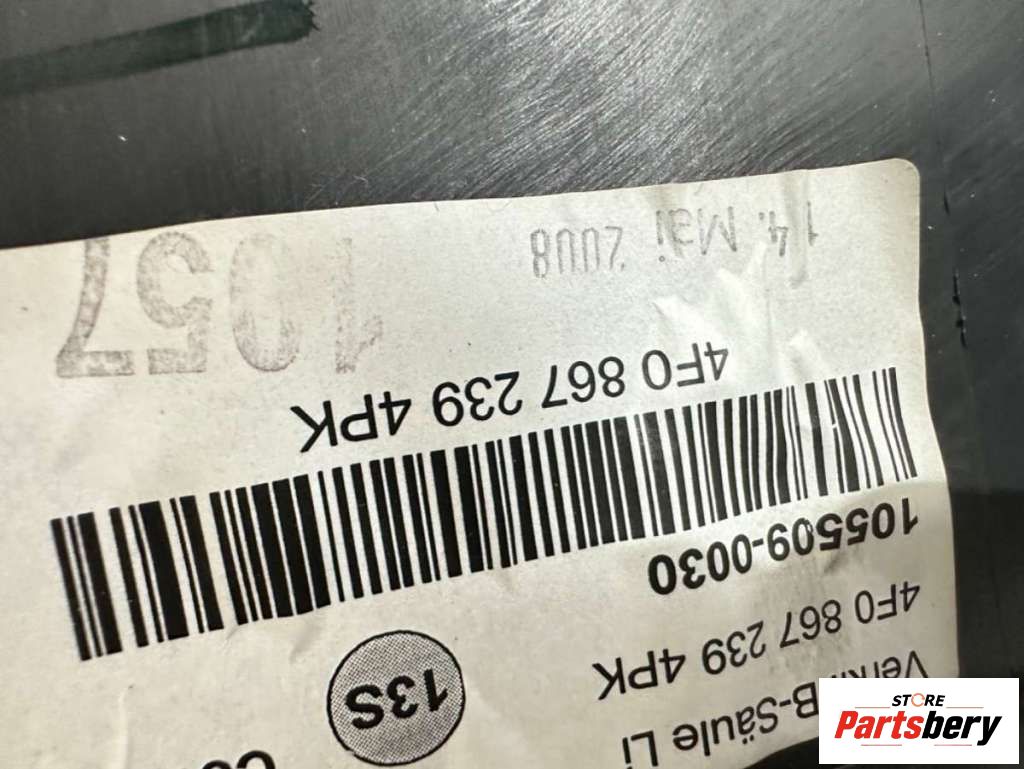 B-Säule Li
4F0 867 239 4PK
13S
105509-0030
4F0 867 239 4PK
14. Mai 2008
1057
STORE
Partsbery